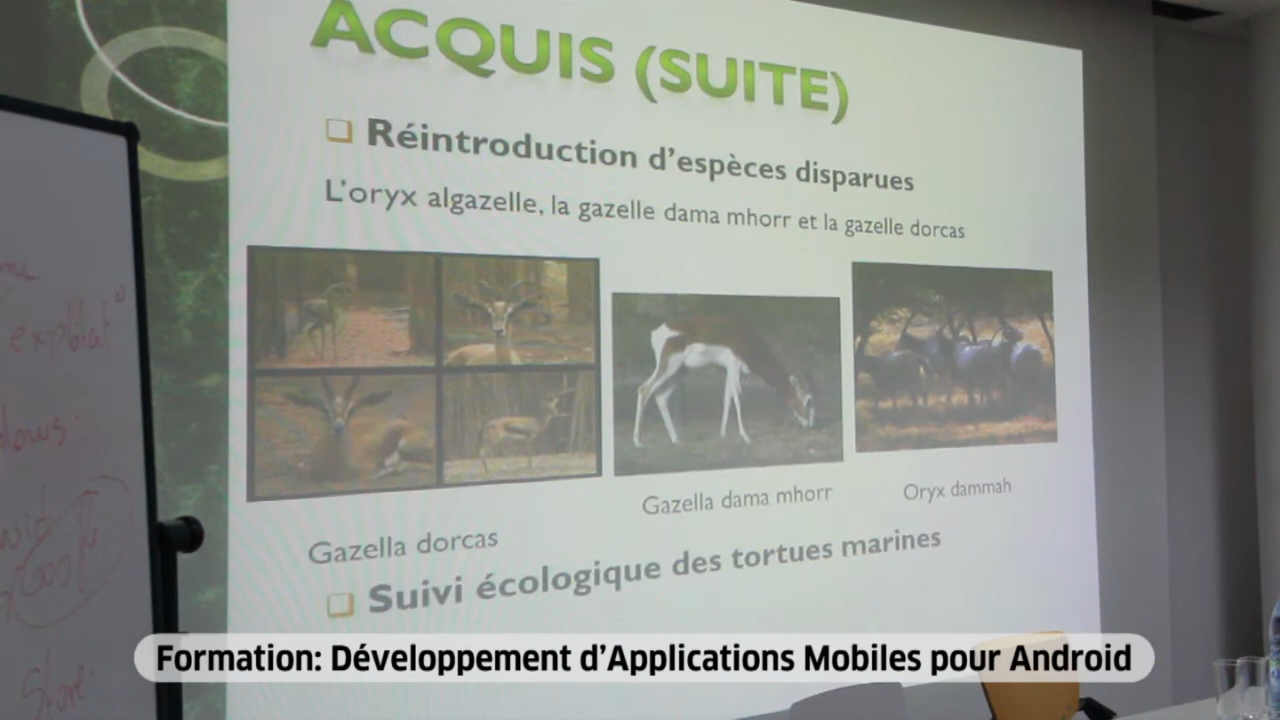 ACQUIS (SUITE)
Réintroduction d'espèces disparues
L'oryx algazelle, la gazelle dama mhorr et la gazelle dorcas
Gazella dama mhorr
Oryx dammah
Gazella dorcas
Suivi écologique des tortues marines
Formation: Développement d'Applications Mobiles pour Android
Store